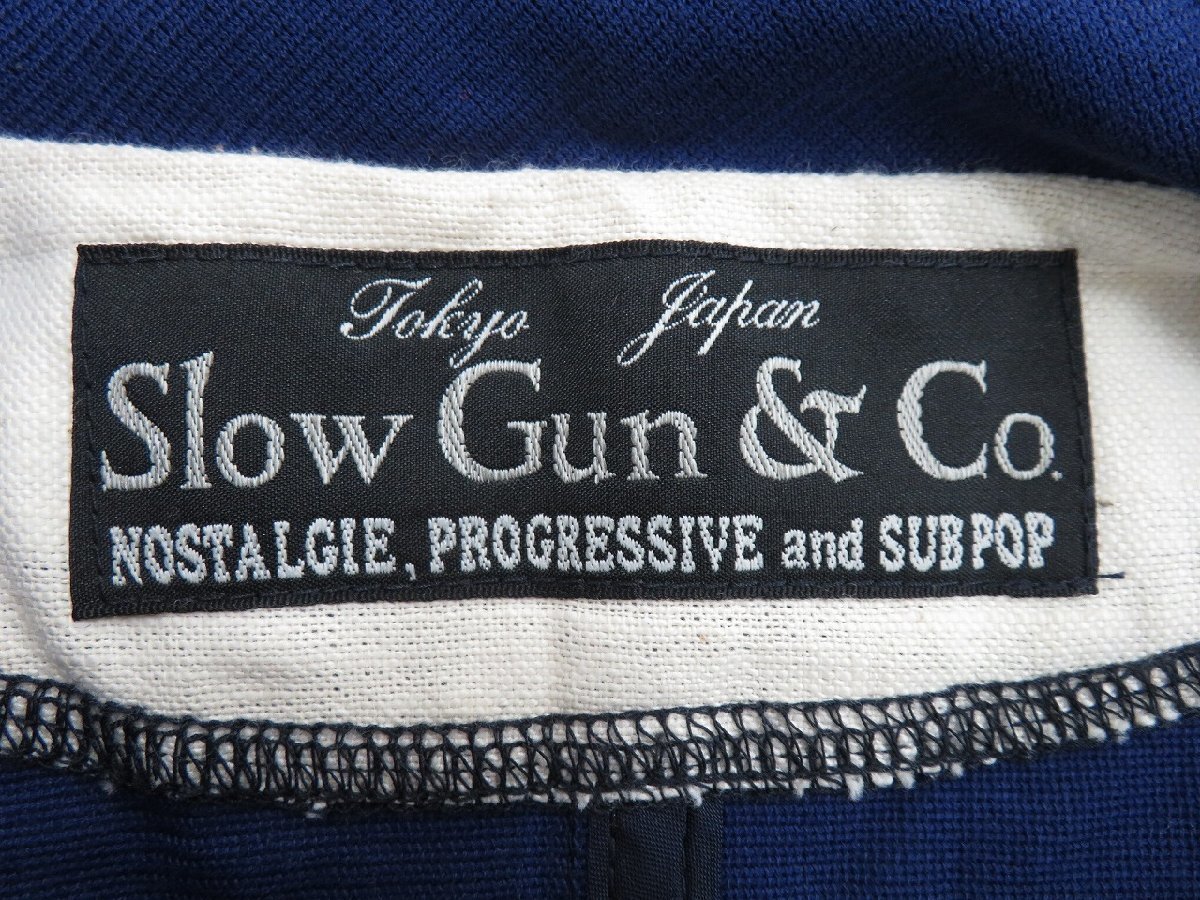 Tokyo Japan
Slow Gun & Co.
NOSTALGIE, PROGRESSIVE and SUBPOP